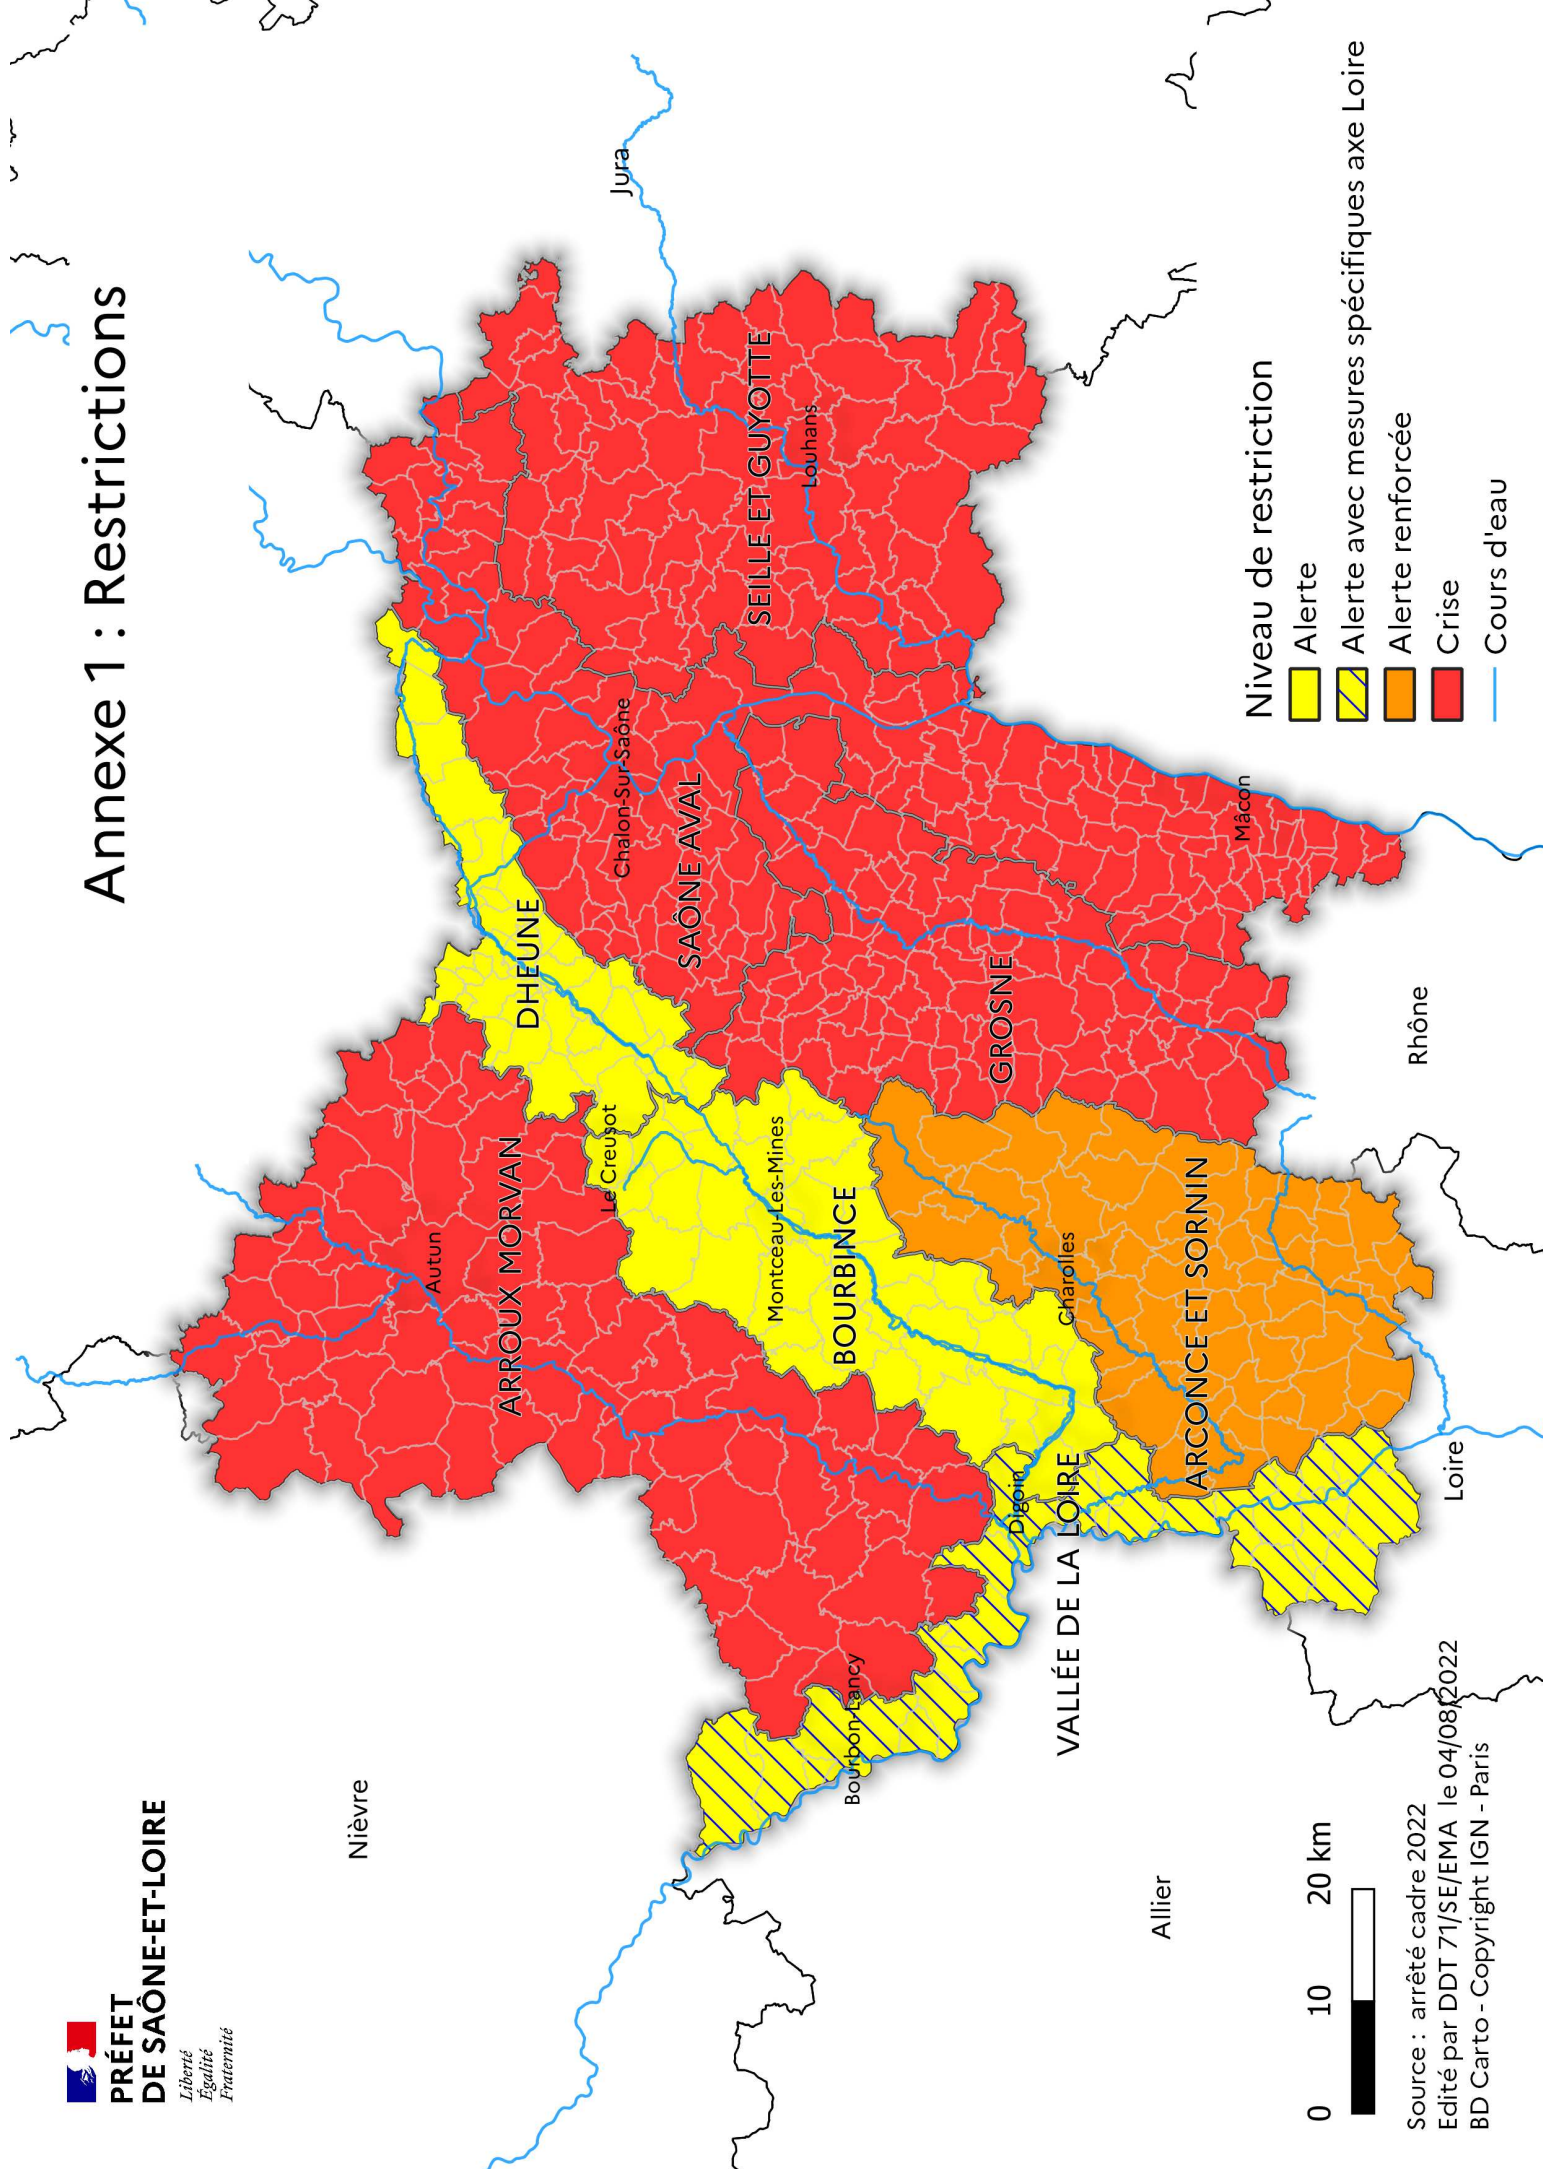 PRÉFET
DE SAÔNE-ET-LOIRE
Liberté
Égalité
Fraternité
Annexe 1 : Restrictions
Nièvre
Autun
ARROUX MORVAN
DHEUNE
Le Creusot
Chalon-Sur-Saône
Jura
SAÔNE AVAL
SEILLE ET GUYOTTE
Louhans
Montceau-Les-Mines
BOURBINCE
Bourbon-Lancy
GROSNE
Digoin
Charolles
VALLÉE DE LA LOIRE
Allier
ARCONCE ET SORNIN
Mâcon
Rhône
Loire
Niveau de restriction
Alerte
Alerte avec mesures spécifiques axe Loire
Alerte renforcée
Crise
Cours d'eau
0 10 20 km
Source : arrêté cadre 2022
Edité par DDT 71/SE/EMA le 04/08/2022
BD Carto - Copyright IGN - Paris